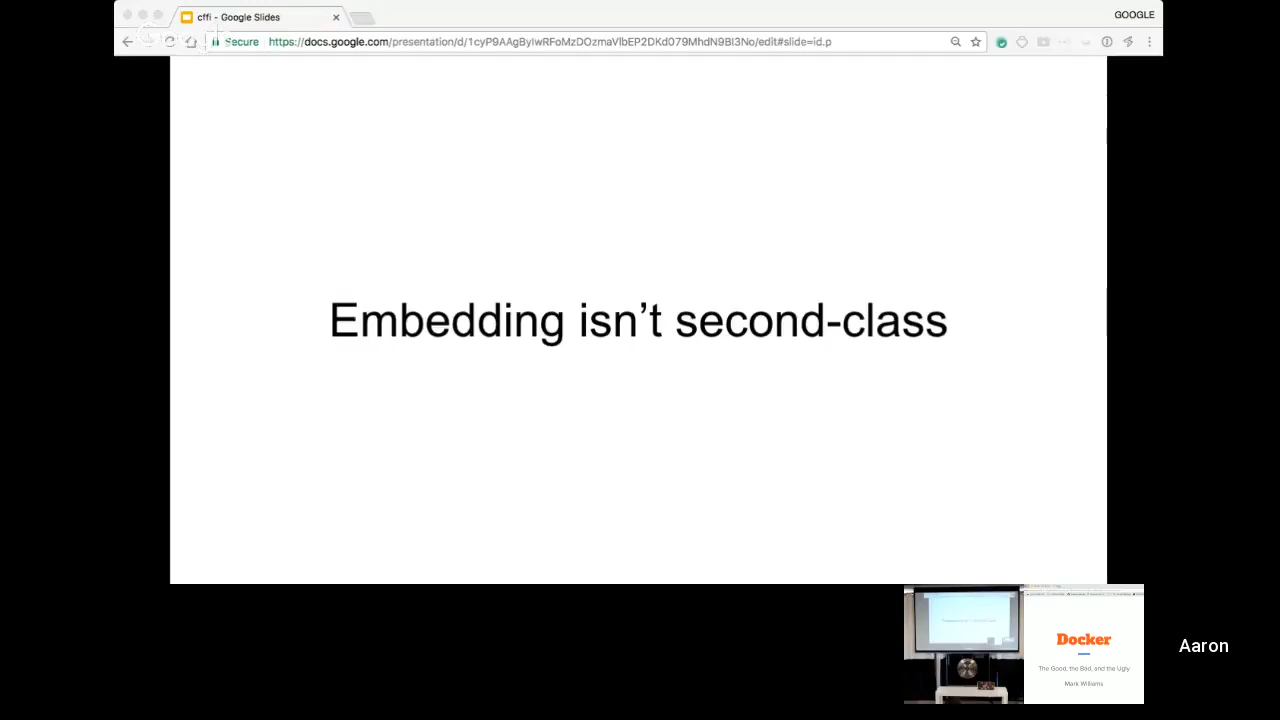 cffi - Google Slides
GOOGLE
Secure https://docs.google.com/presentation/d/1cyP9AAgByIwRFoMzDOzmaVlbEP2DKd079MhdN9BI3No/edit#slide=id.p
Embedding isn’t second-class
Docker
The Good, the Bad, and the Ugly
Mark Williams
Aaron